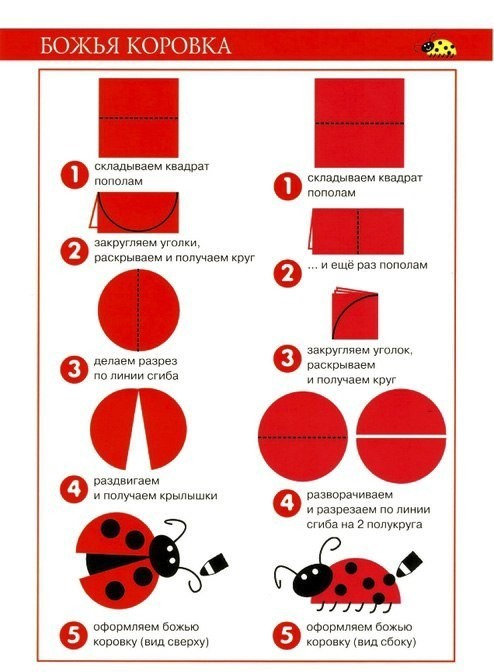 БОЖЬЯ КОРОВКА
1
складываем квадрат
пополам
2
закругляем уголки,
раскрываем и получаем круг
3
делаем разрез
по линии сгиба
4
раздвигаем
и получаем крылышки
5
оформляем божью
коровку (вид сверху)
1
складываем квадрат
пополам
2
... и ещё раз пополам
3
закругляем уголок,
раскрываем
и получаем круг
4
разворачиваем
и разрезаем по линии
сгиба на 2 полукруга
5
оформляем божью
коровку (вид сбоку)